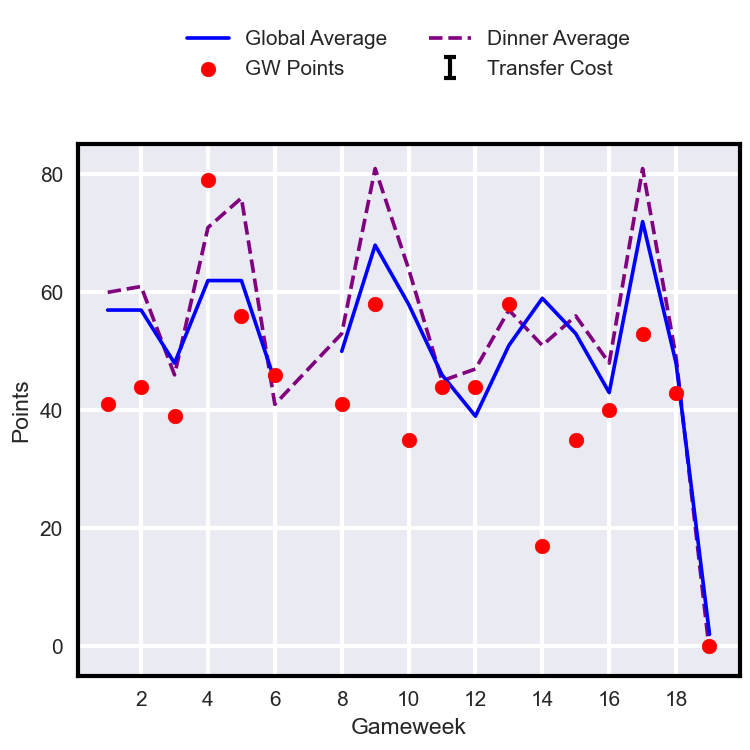 Global Average Dinner Average
GW Points Transfer Cost
80
60
40
20
0
Points
2 4 6 8 10 12 14 16 18
Gameweek